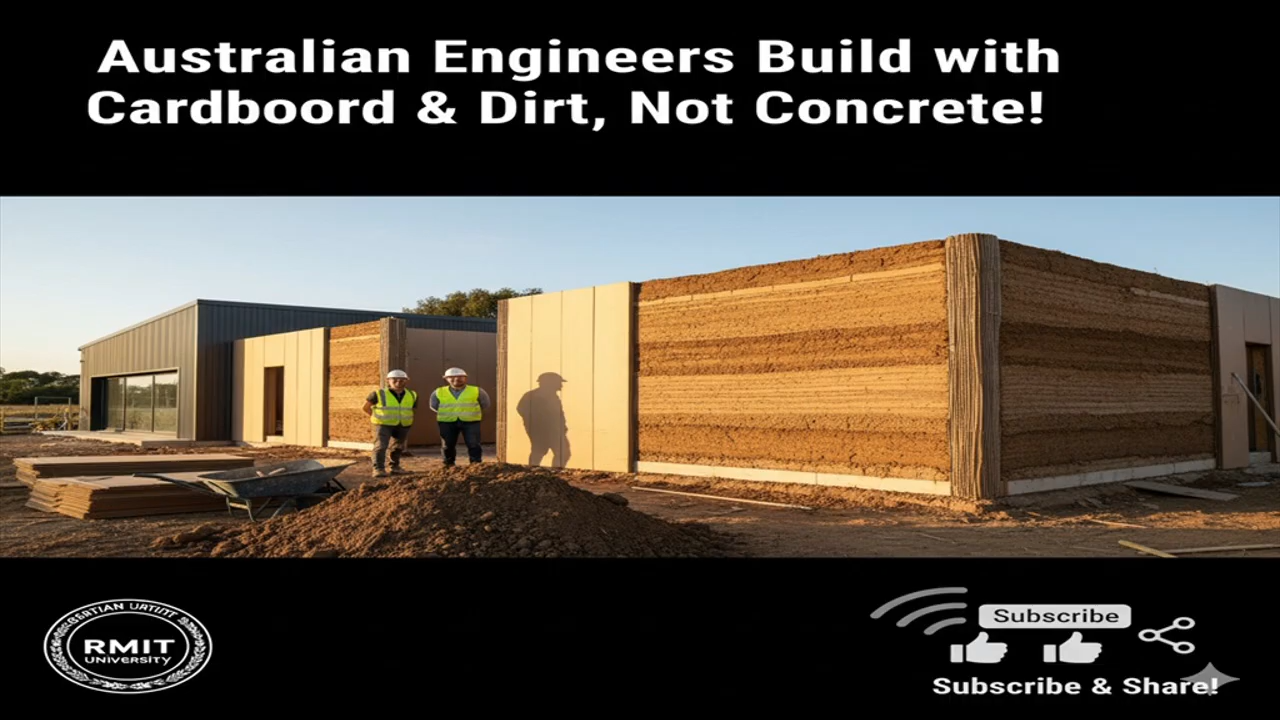 Australian Engineers Build with
Cardboord & Dirt, Not Concrete!
RMIT
UNIVERSITY
Subscribe
Subscribe & Share!